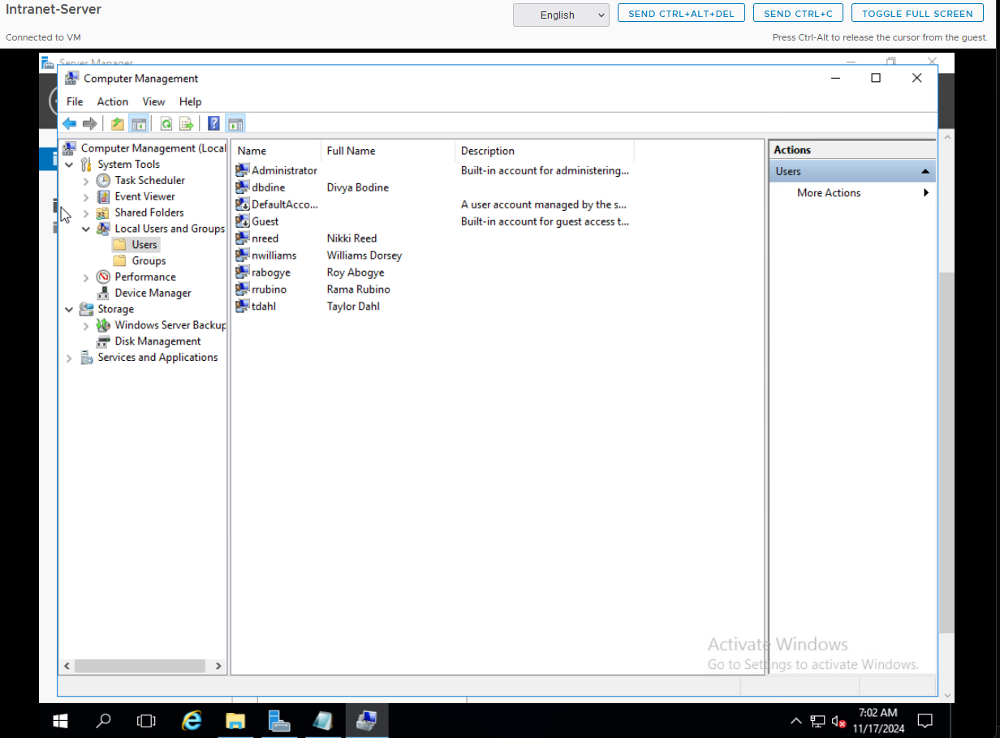 Intranet-Server
English
SEND CTRL+ALT+DEL
SEND CTRL+C
TOGGLE FULL SCREEN
Connected to VM
Press Ctrl-Alt to release the cursor from the guest.
Server Manager
Computer Management
File Action View Help
Computer Management (Local
System Tools
Task Scheduler
Event Viewer
Shared Folders
Local Users and Groups
Users
Groups
Performance
Device Manager
Storage
Windows Server Backup
Disk Management
Services and Applications
Name Full Name Description
Administrator Built-in account for administering...
dbdine Divya Bodine
DefaultAcco... A user account managed by the s...
Guest Built-in account for guest access t...
nreed Nikki Reed
nwilliams Williams Dorsey
rabogye Roy Abogye
rrubino Rama Rubino
tdahl Taylor Dahl
Actions
Users
More Actions
Activate Windows
Go to Settings to activate Windows.
7:02 AM
11/17/2024